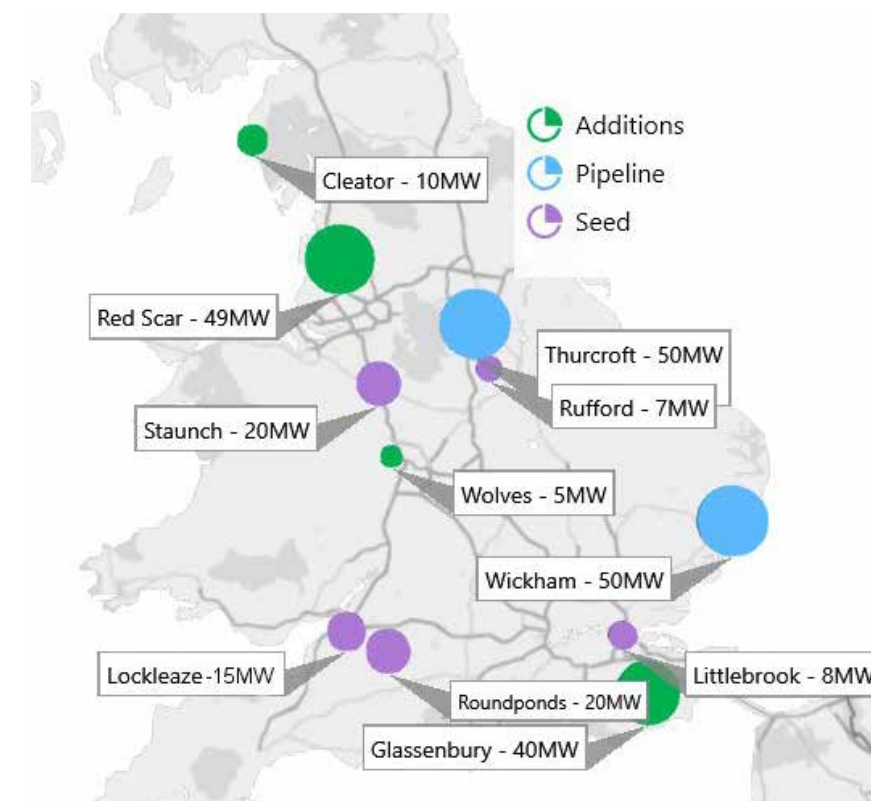 Additions
Pipeline
Seed
Cleator - 10MW
Red Scar - 49MW
Thurcroft - 50MW
Rufford - 7MW
Staunch - 20MW
Wolves - 5MW
Wickham - 50MW
Lockleaze -15MW
Littlebrook - 8MW
Roundponds - 20MW
Glassenbury - 40MW